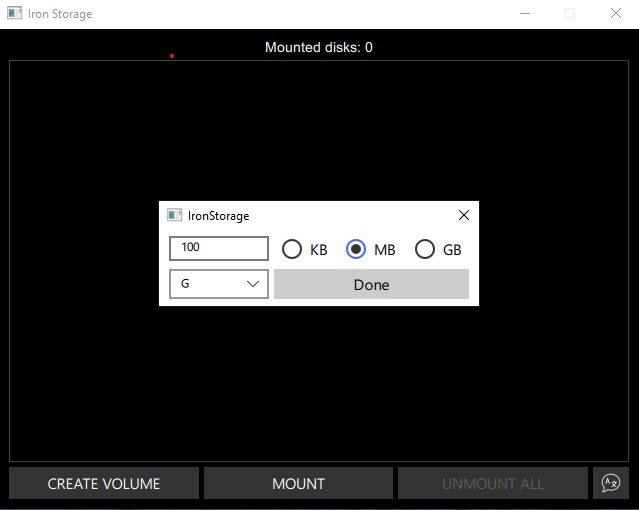 Iron Storage
Mounted disks: 0
IronStorage
100 KB MB GB
G Done
CREATE VOLUME MOUNT UNMOUNT ALL